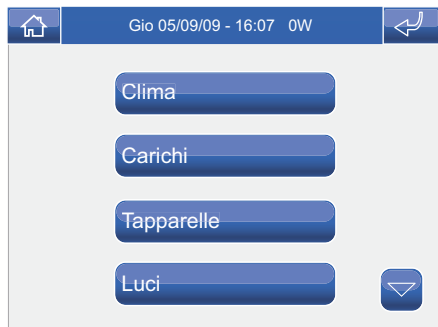 Gio 05/09/09 - 16:07 0W
Clima
Carichi
Tapparelle
Luci